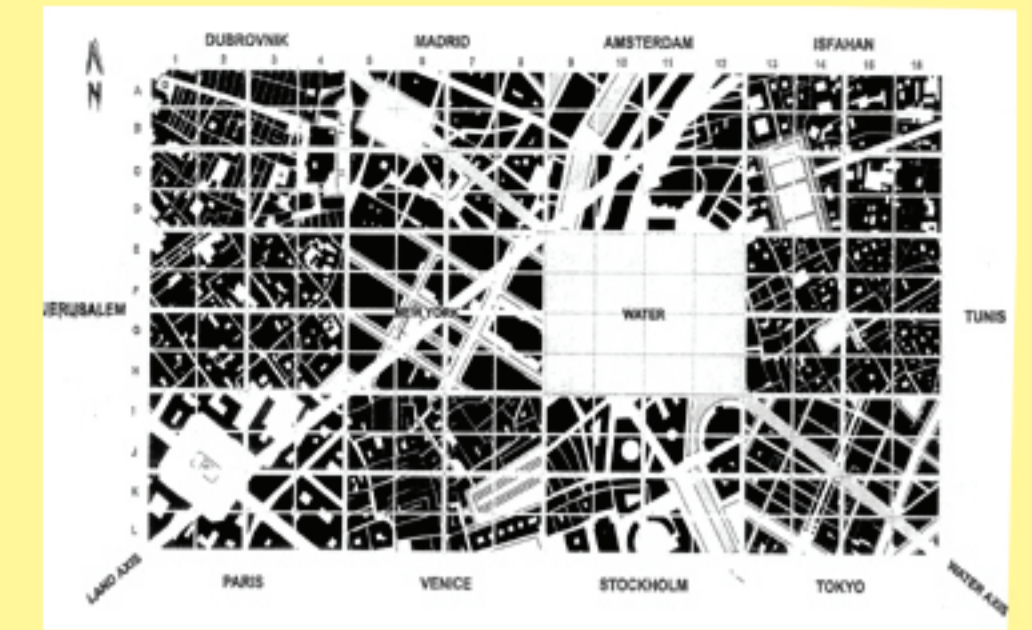 DUBROVNIK MADRID AMSTERDAM ISFAHAN
N
1 2 3 4 5 6 7 8 9 10 11 12 13 14 15 16
A
B
C
D
E
F
JERUSALEM NEW YORK WATER TUNIS
G
H
I
J
K
L
LAND AXIS PARIS VENICE STOCKHOLM TOKYO WATER AXIS